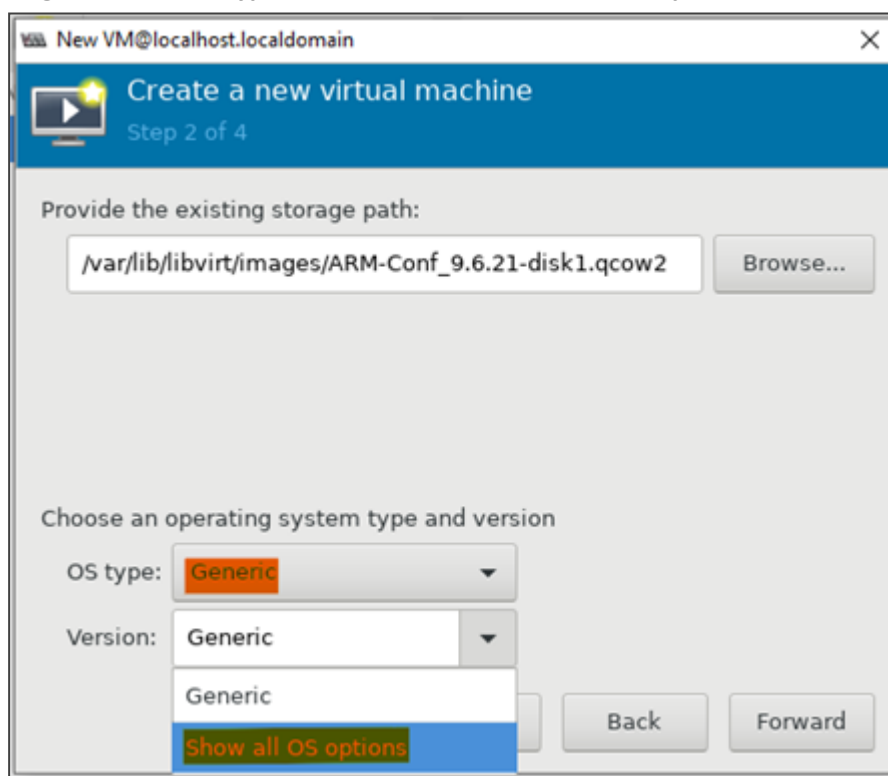 New VM@localhost.localdomain
Create a new virtual machine
Step 2 of 4
Provide the existing storage path:
/var/lib/libvirt/images/ARM-Conf_9.6.21-disk1.qcow2 Browse...
Choose an operating system type and version
OS type: Generic
Version: Generic
Generic
Show all OS options
Back Forward